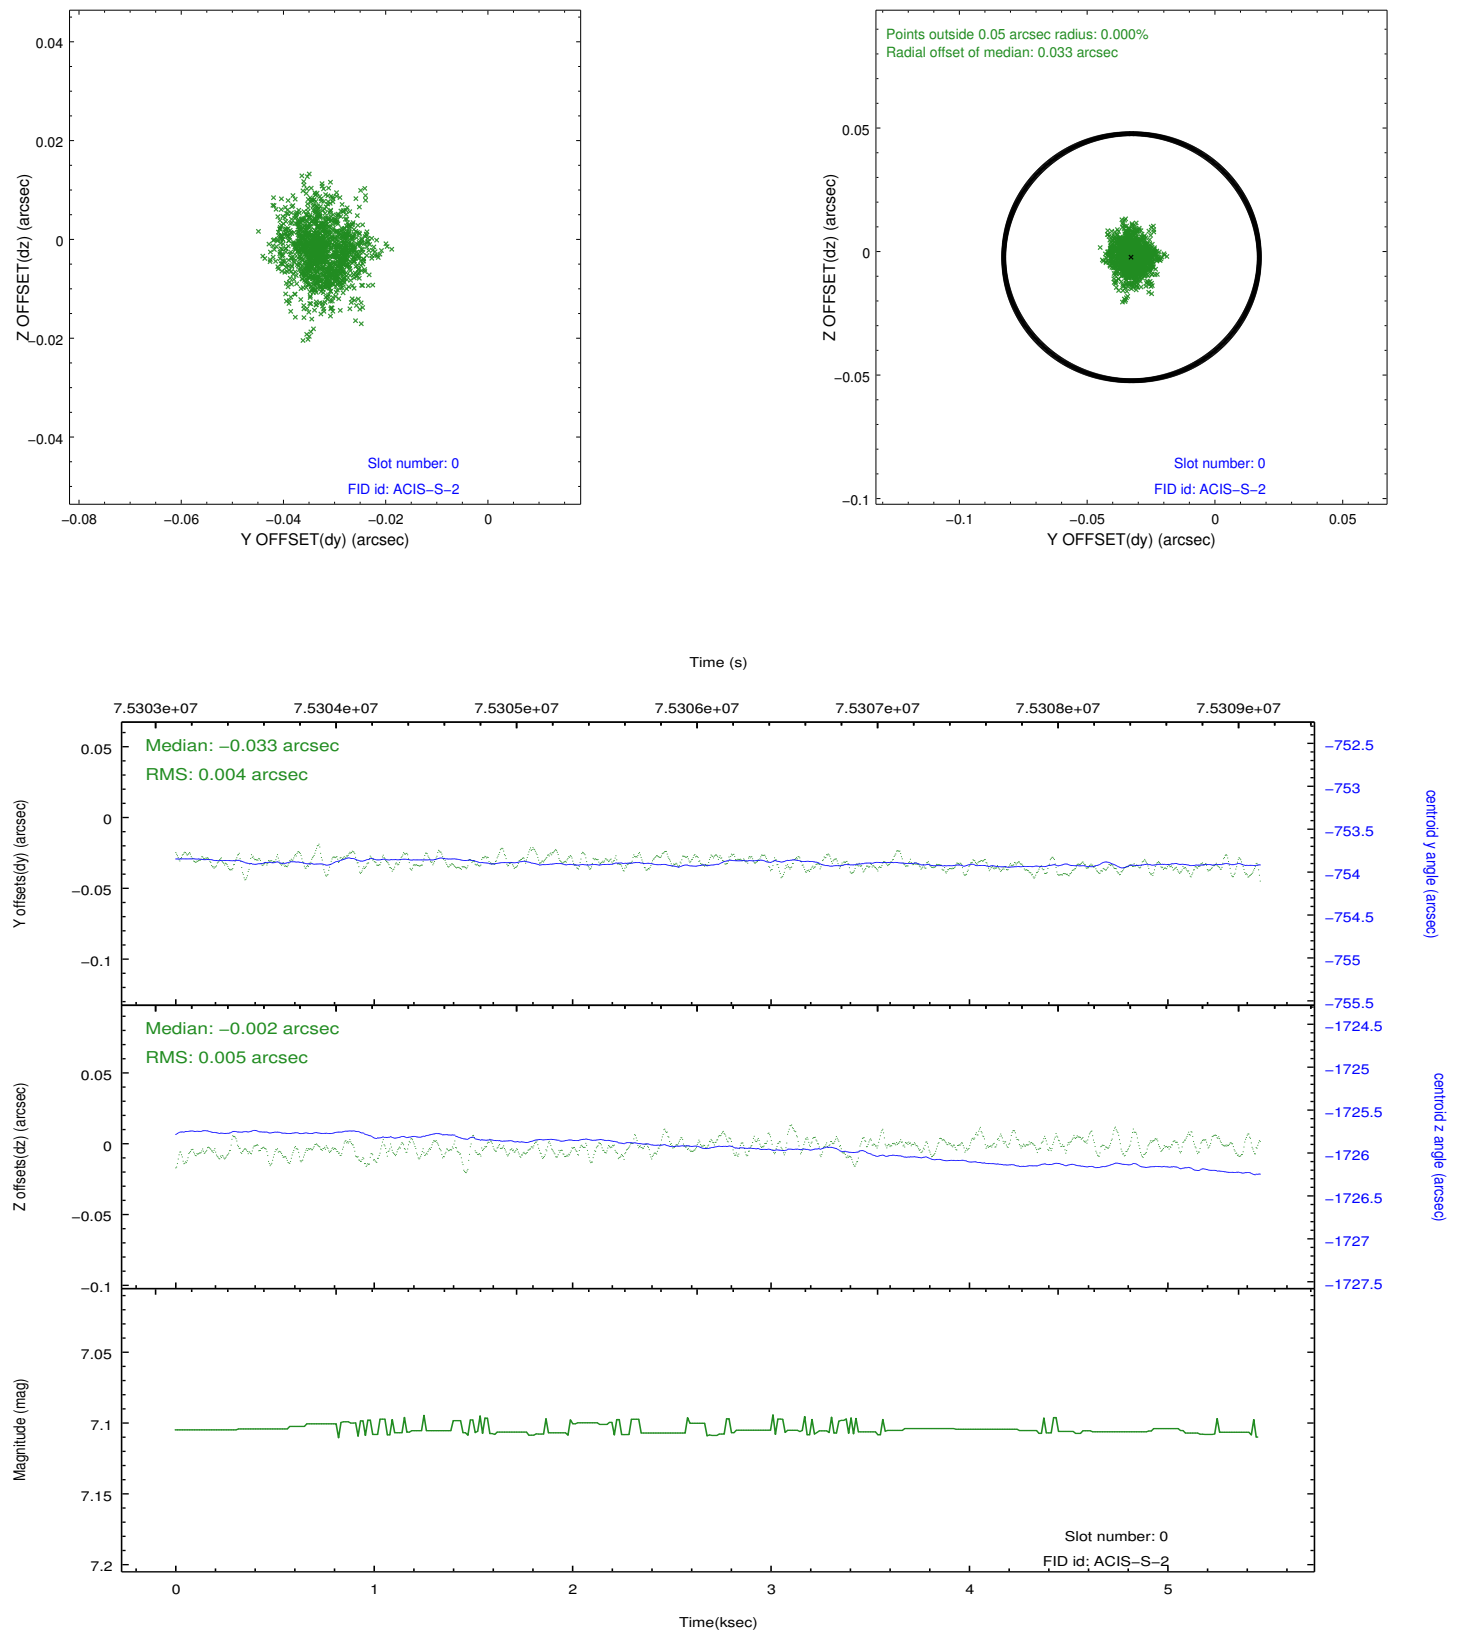 0.04
0.02
0
−0.02
−0.04
Z OFFSET(dz) (arcsec)
Slot number: 0
FID id: ACIS−S−2
−0.08 −0.06 −0.04 −0.02 0
Y OFFSET(dy) (arcsec)
Points outside 0.05 arcsec radius: 0.000%
Radial offset of median: 0.033 arcsec
0.05
0
−0.05
−0.1
Z OFFSET(dz) (arcsec)
Slot number: 0
FID id: ACIS−S−2
−0.1 −0.05 0 0.05
Y OFFSET(dy) (arcsec)
Time (s)
7.5303e+07 7.5304e+07 7.5305e+07 7.5306e+07 7.5307e+07 7.5308e+07 7.5309e+07
Median: −0.033 arcsec
RMS: 0.004 arcsec
0.05
0
−0.05
−0.1
Y offsets(dy) (arcsec)
−752.5
−753
−753.5
−754
−754.5
−755
−755.5
centroid y angle (arcsec)
Median: −0.002 arcsec
RMS: 0.005 arcsec
0.05
0
−0.05
−0.1
Z offsets(dz) (arcsec)
−1724.5
−1725
−1725.5
−1726
−1726.5
−1727
−1727.5
centroid z angle (arcsec)
7.05
7.1
7.15
7.2
Magnitude (mag)
Slot number: 0
FID id: ACIS−S−2
0 1 2 3 4 5
Time(ksec)